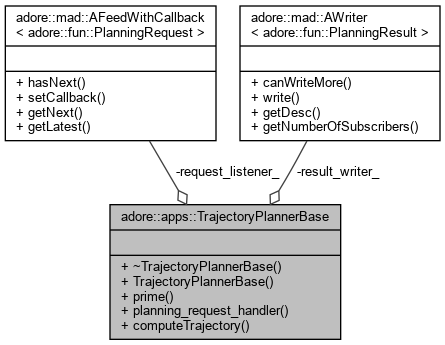 adore::mad::AFeedWithCallback
< adore::fun::PlanningRequest >
+ hasNext()
+ setCallback()
+ getNext()
+ getLatest()
adore::mad::AWriter
< adore::fun::PlanningResult >
+ canWriteMore()
+ write()
+ getDesc()
+ getNumberOfSubscribers()
-request_listener_
-result_writer_
adore::apps::TrajectoryPlannerBase
+ ~TrajectoryPlannerBase()
+ TrajectoryPlannerBase()
+ prime()
+ planning_request_handler()
+ computeTrajectory()